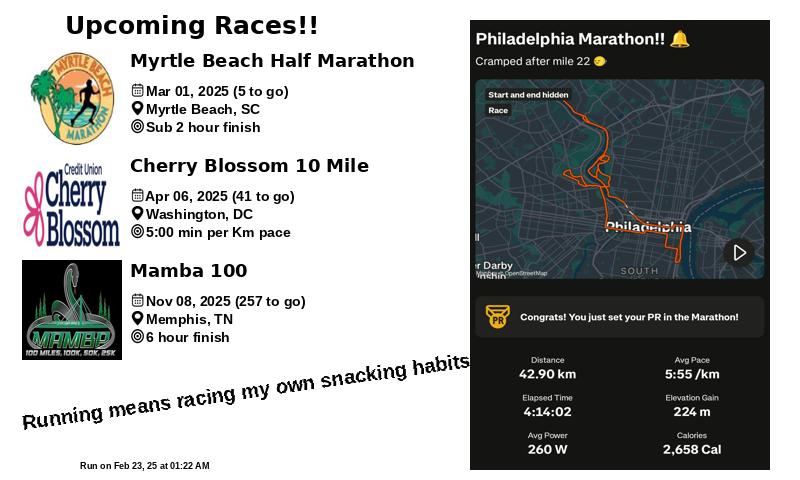 Upcoming Races!!
MYRTLE BEACH
MARATHON
Myrtle Beach Half Marathon
Mar 01, 2025 (5 to go)
Myrtle Beach, SC
Sub 2 hour finish
Credit Union
Cherry
Blossom
Cherry Blossom 10 Mile
Apr 06, 2025 (41 to go)
Washington, DC
5:00 min per Km pace
MAMBA
100 MILES, 100K, 50K, 25K
Mamba 100
Nov 08, 2025 (257 to go)
Memphis, TN
6 hour finish
Running means racing my own snacking habits
Run on Feb 23, 25 at 01:22 AM
Philadelphia Marathon!! 🔔
Cramped after mile 22
Start and end hidden
Race
Philadelphia
ll
r Darby
nship
OpenStreetMap
SOUTH
PR
Congrats! You just set your PR in the Marathon!
Distance
42.90 km
Avg Pace
5:55 /km
Elapsed Time
4:14:02
Elevation Gain
224 m
Avg Power
260 W
Calories
2,658 Cal